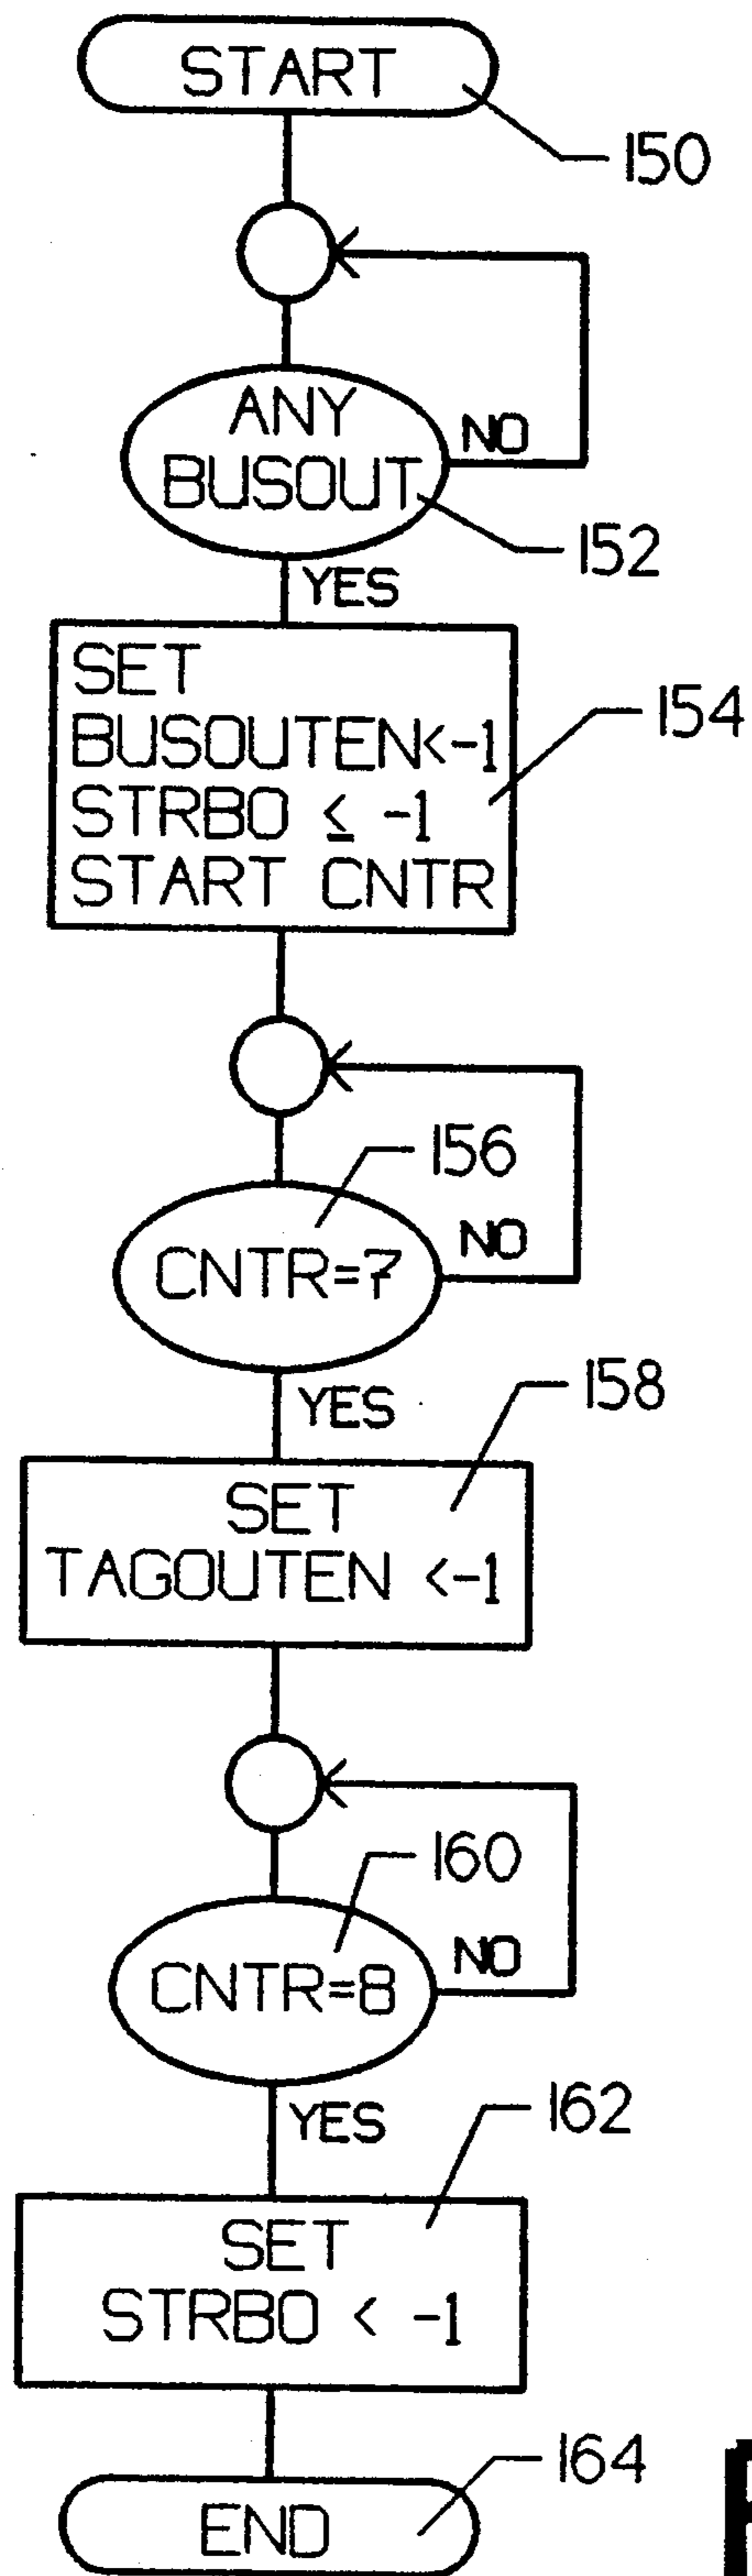 START
150
ANY
NO
BUSOUT
152
YES
SET
BUSOUTEN<-1
154
STRBO ≤ -1
START CNTR
156
NO
CNTR=7
YES
158
SET
TAGOUTEN <-1
160
NO
CNTR=8
YES
162
SET
STRBO < -1
164
END